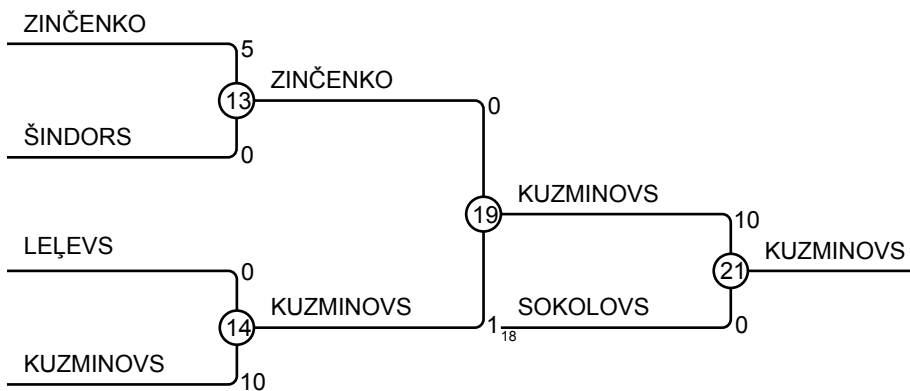 ZINČENKO
5
13
ZINČENKO
0
ŠINDORS
0
19
KUZMINOVS
10
LEĻEVS
0
21
KUZMINOVS
14
KUZMINOVS
1
18
SOKOLOVS
0
KUZMINOVS
10